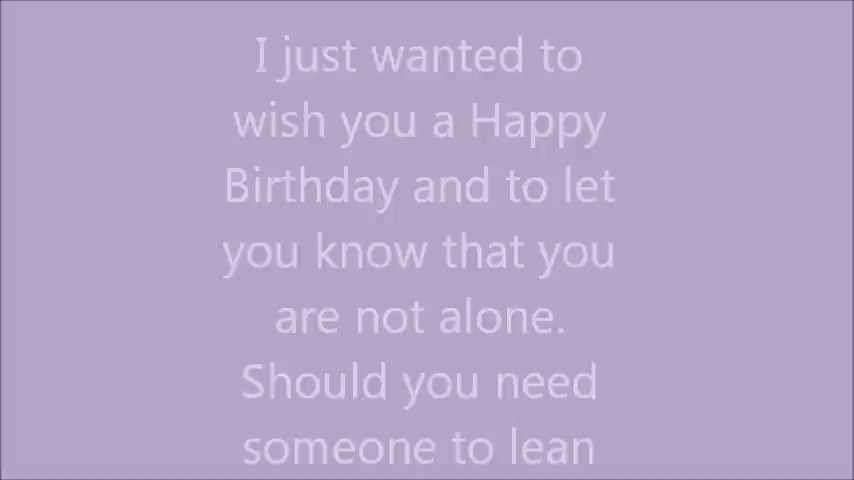 I just wanted to
wish you a Happy
Birthday and to let
you know that you
are not alone.
Should you need
someone to lean